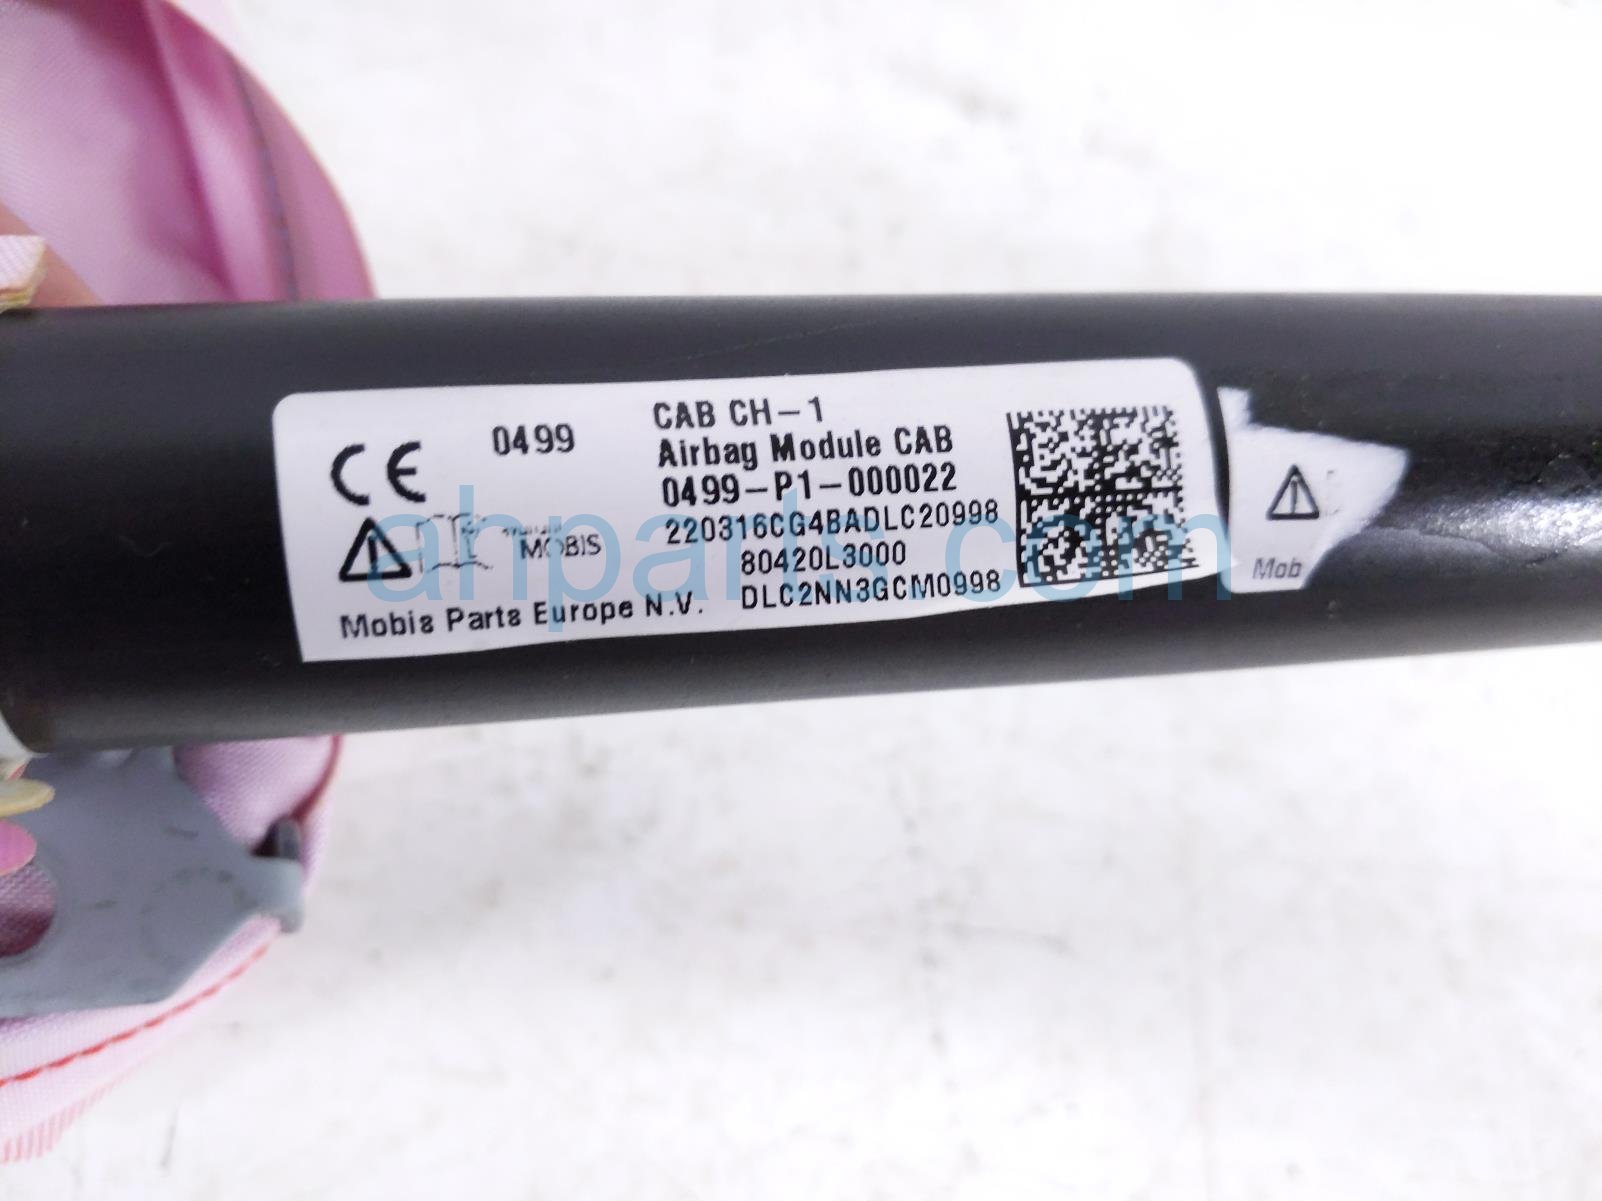 CAB CH-1
CE 0499
Airbag Module CAB
0499-P1-000022
220316CG4BADLC20998
MOBIS
80420L3000
DLC2NN3GCM0998
Mobis Parts Europe N.V.
Mob
ahparts.com